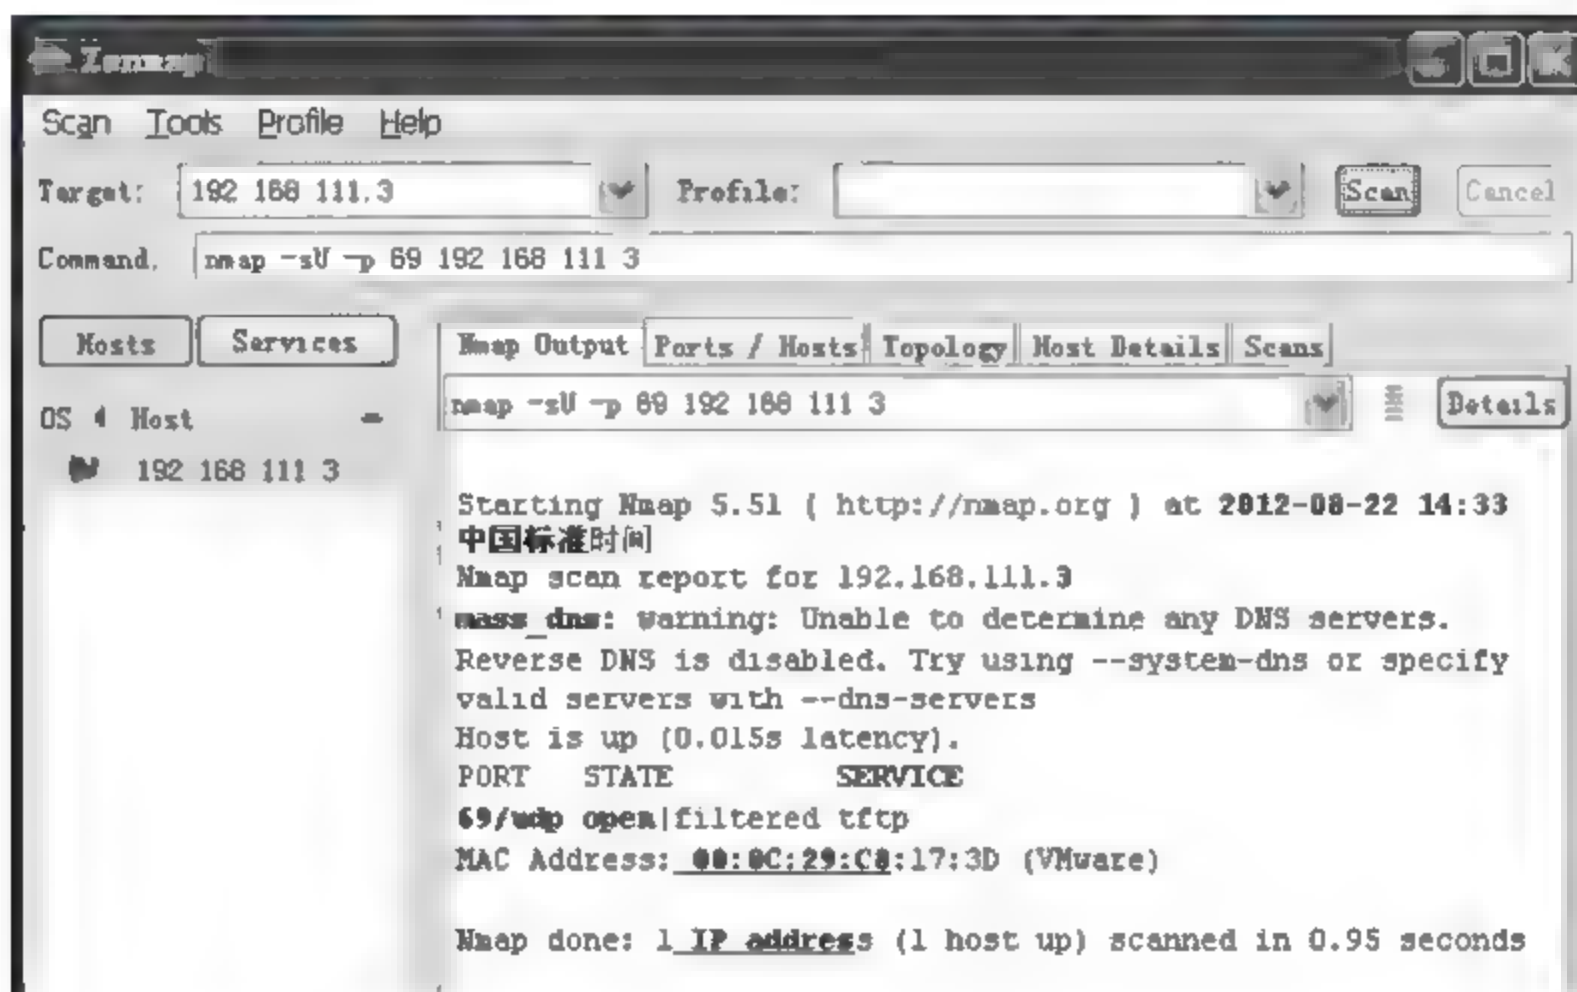 Zenmap
Scan Tools Profile Help
Target: 192 168 111.3 Profile: Scan Cancel
Command. nmap -sU -p 69 192 168 111 3
Hosts Services Nmap Output Ports / Hosts Topology Host Details Scans
nmap -sU -p 69 192 168 111 3 Details
OS Host
192 168 111 3
Starting Nmap 5.51 ( http://nmap.org ) at 2012-08-22 14:33
中国标准时间
Nmap scan report for 192.168.111.3
mass_dns: warning: Unable to determine any DNS servers.
Reverse DNS is disabled. Try using --system-dns or specify
valid servers with --dns-servers
Host is up (0.015s latency).
PORT STATE SERVICE
69/udp open|filtered tftp
MAC Address: 00:0C:29:C8:17:3D (VMware)
Nmap done: 1 IP address (1 host up) scanned in 0.95 seconds